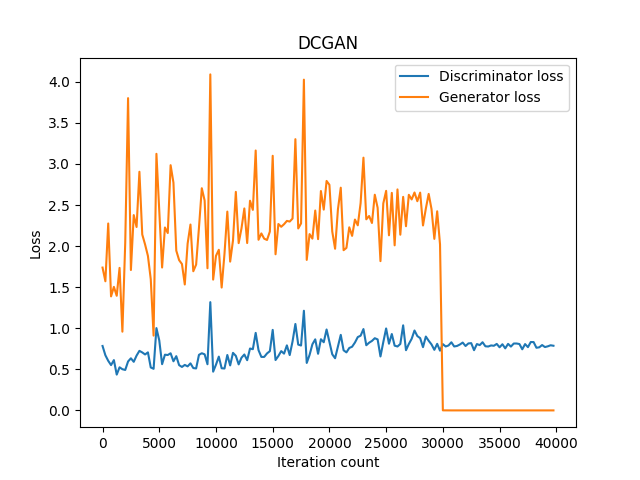 DCGAN
Discriminator loss
Generator loss
4.0
3.5
3.0
2.5
2.0
1.5
1.0
0.5
0.0
Loss
0 5000 10000 15000 20000 25000 30000 35000 40000
Iteration count